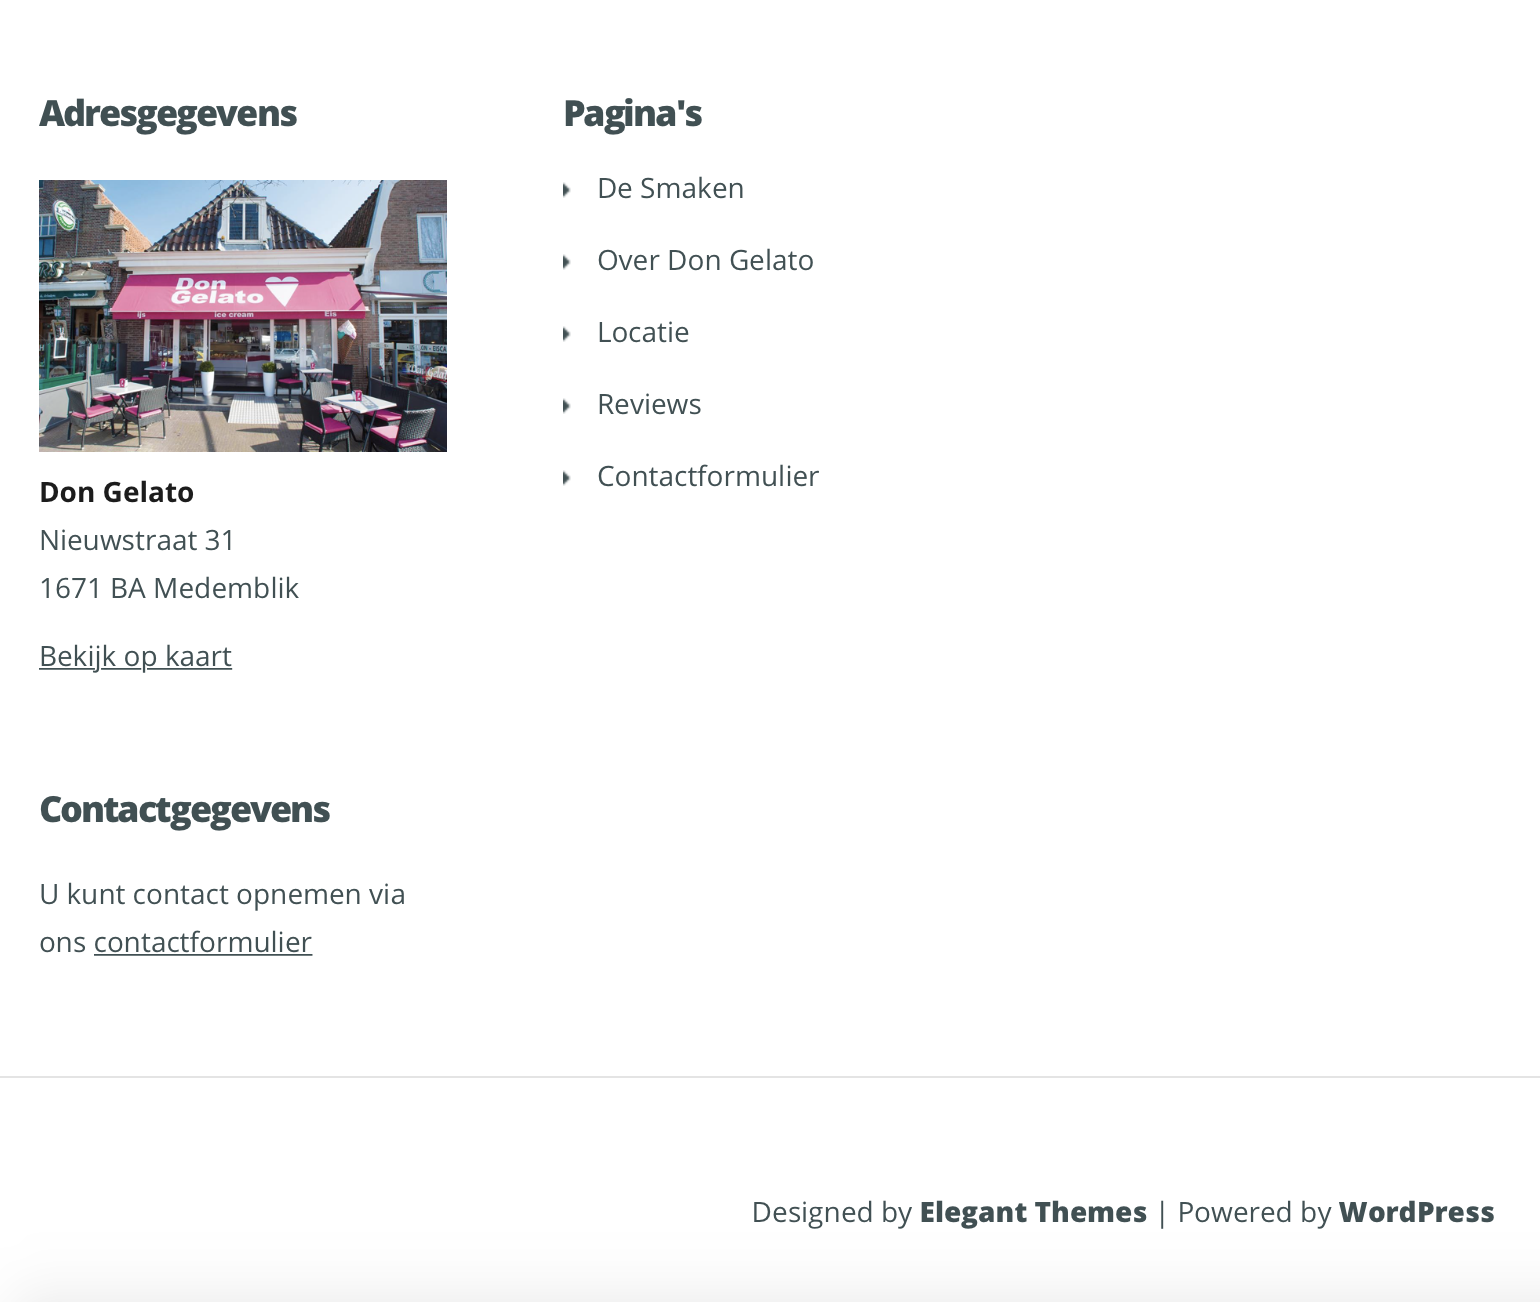 Adresgegevens
Don
Gelato
ijs
ice cream
Eis
Don Gelato
Nieuwstraat 31
1671 BA Medemblik
Bekijk op kaart
Contactgegevens
U kunt contact opnemen via
ons contactformulier
Pagina's
De Smaken
Over Don Gelato
Locatie
Reviews
Contactformulier
Designed by Elegant Themes | Powered by WordPress